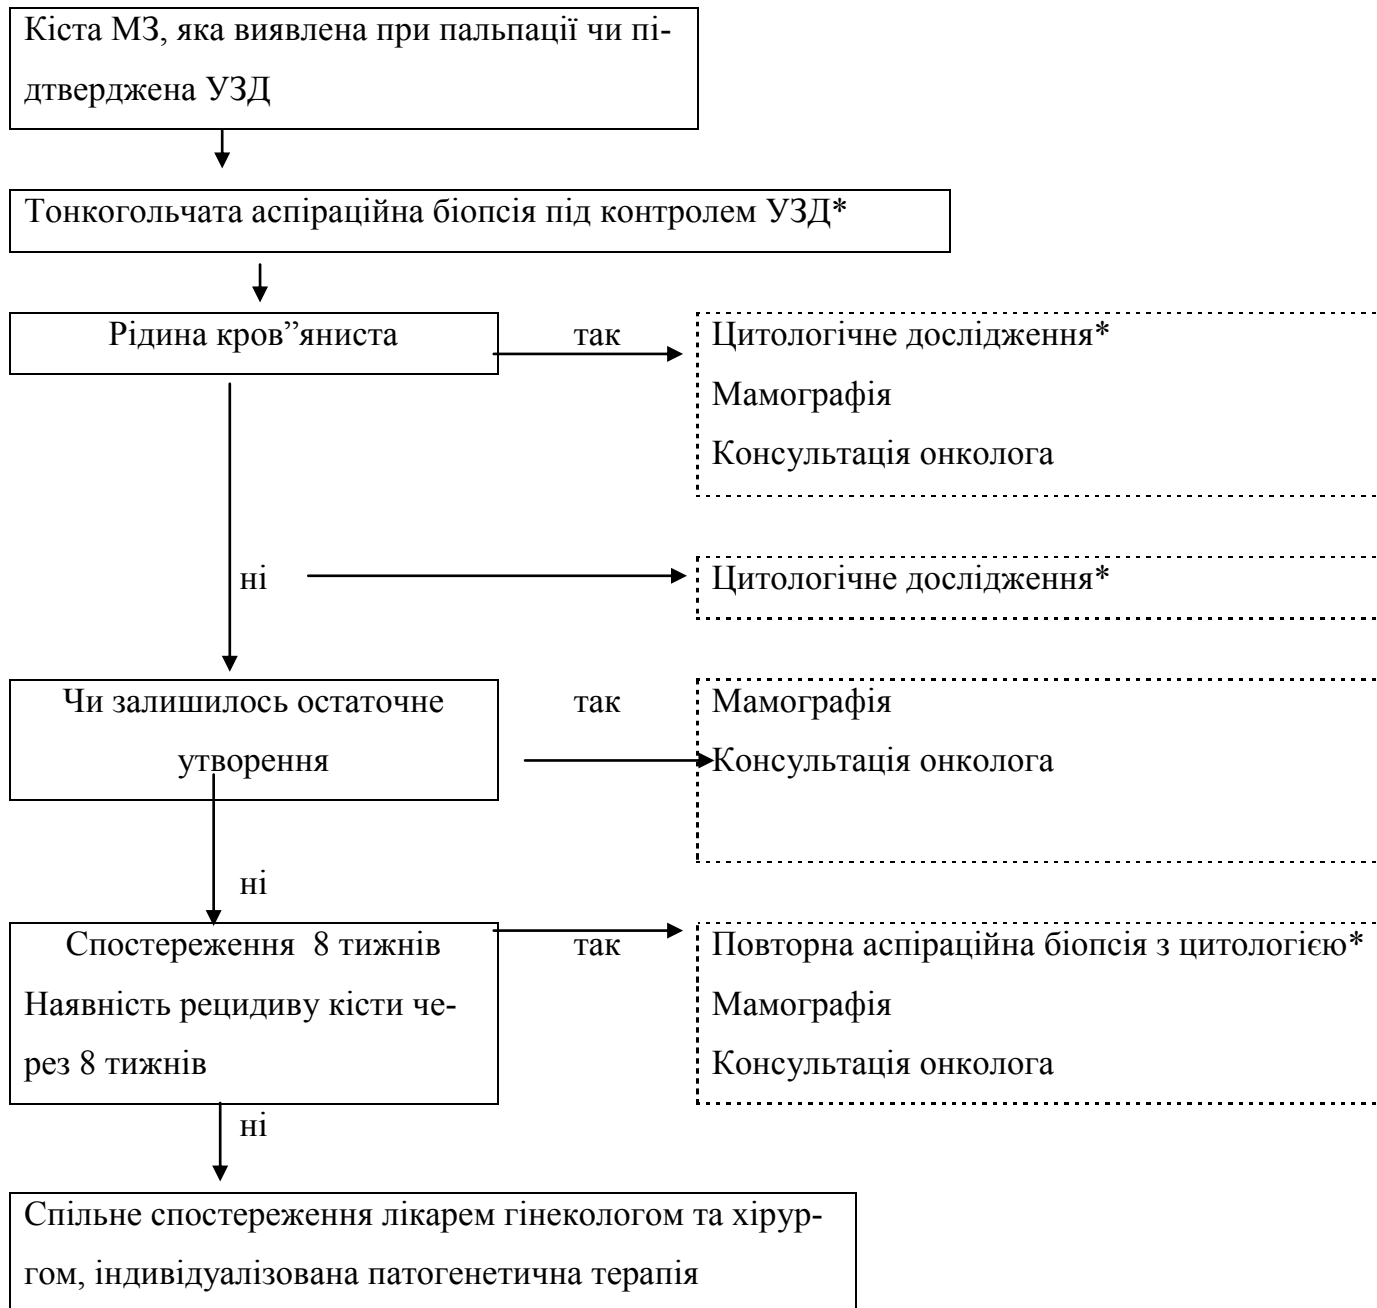 Кіста МЗ, яка виявлена при пальпації чи пі-
дтверджена УЗД
Тонкогольчата аспіраційна біопсія під контролем УЗД*
Рідина кров”яниста
так
Цитологічне дослідження*
Мамографія
Консультація онколога
ні
Цитологічне дослідження*
Чи залишилось остаточне
утворення
так
Мамографія
Консультація онколога
ні
Спостереження 8 тижнів
Наявність рецидиву кісти че-
рез 8 тижнів
так
Повторна аспіраційна біопсія з цитологією*
Мамографія
Консультація онколога
ні
Спільне спостереження лікарем гінекологом та хірур-
гом, індивідуалізована патогенетична терапія